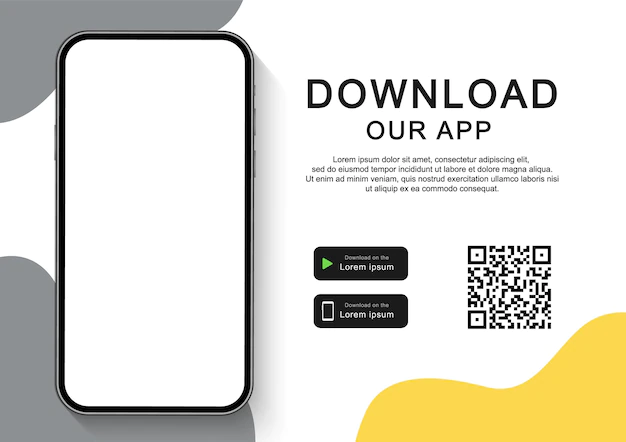 DOWNLOAD
OUR APP
Lorem ipsum dolor sit amet, consectetur adipiscing elit,
sed do eiusmod tempor incididunt ut labore et dolore magna aliqua.
Ut enim ad minim veniam, quis nostrud exercitation ullamco laboris nisi
ut aliquip ex ea commodo consequat.
Download on the
Lorem ipsum
Download on the
Lorem ipsum